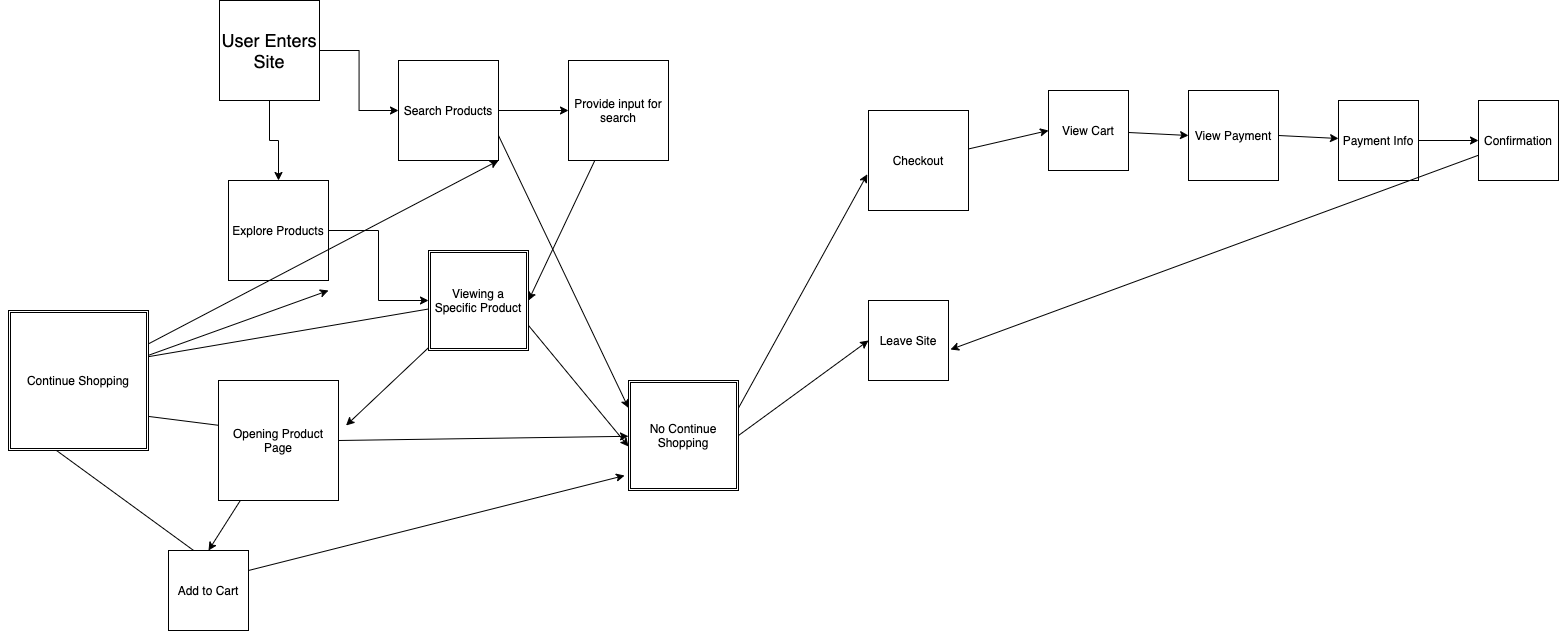 User Enters
Site
Search Products
Provide input for
search
Checkout
View Cart
View Payment
Payment Info
Confirmation
Explore Products
Viewing a
Specific Product
Leave Site
Continue Shopping
Opening Product
Page
No Continue
Shopping
Add to Cart